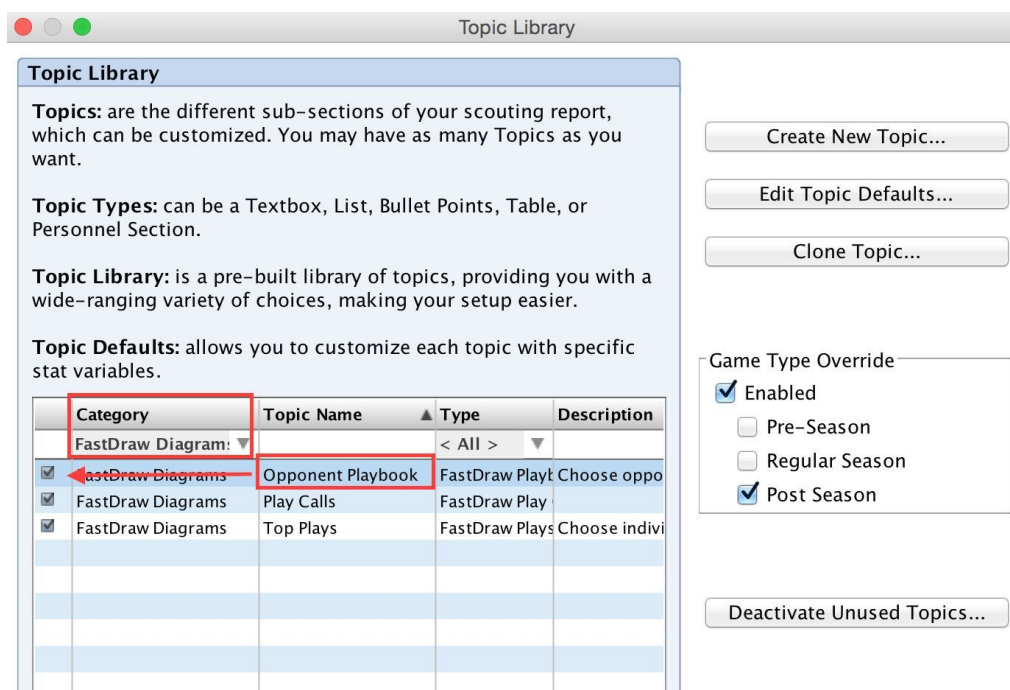 Topic Library
Topic Library
Topics: are the different sub-sections of your scouting report,
which can be customized. You may have as many Topics as you
want.
Topic Types: can be a Textbox, List, Bullet Points, Table, or
Personnel Section.
Topic Library: is a pre-built library of topics, providing you with a
wide-ranging variety of choices, making your setup easier.
Topic Defaults: allows you to customize each topic with specific
stat variables.
Category Topic Name Type Description
FastDraw Diagrams < All >
FastDraw Diagrams Opponent Playbook FastDraw Playb Choose oppo
FastDraw Diagrams Play Calls FastDraw Play
FastDraw Diagrams Top Plays FastDraw Plays Choose indivi
Create New Topic...
Edit Topic Defaults...
Clone Topic...
Game Type Override
Enabled
Pre-Season
Regular Season
Post Season
Deactivate Unused Topics...